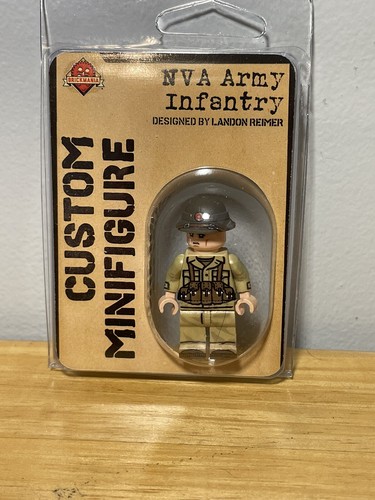 BRICKMANIA
NVA Army
Infantry
DESIGNED BY LANDON REIMER
CUSTOM
MINIFIGURE